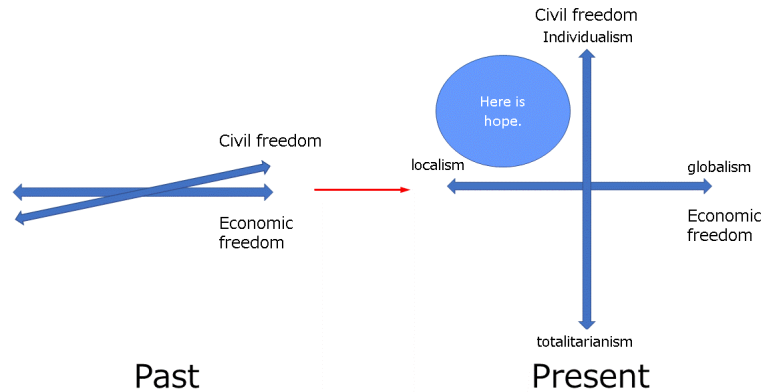 Civil freedom
Individualism
Here is
hope.
Civil freedom
localism
globalism
Economic
freedom
Economic
freedom
totalitarianism
Past
Present